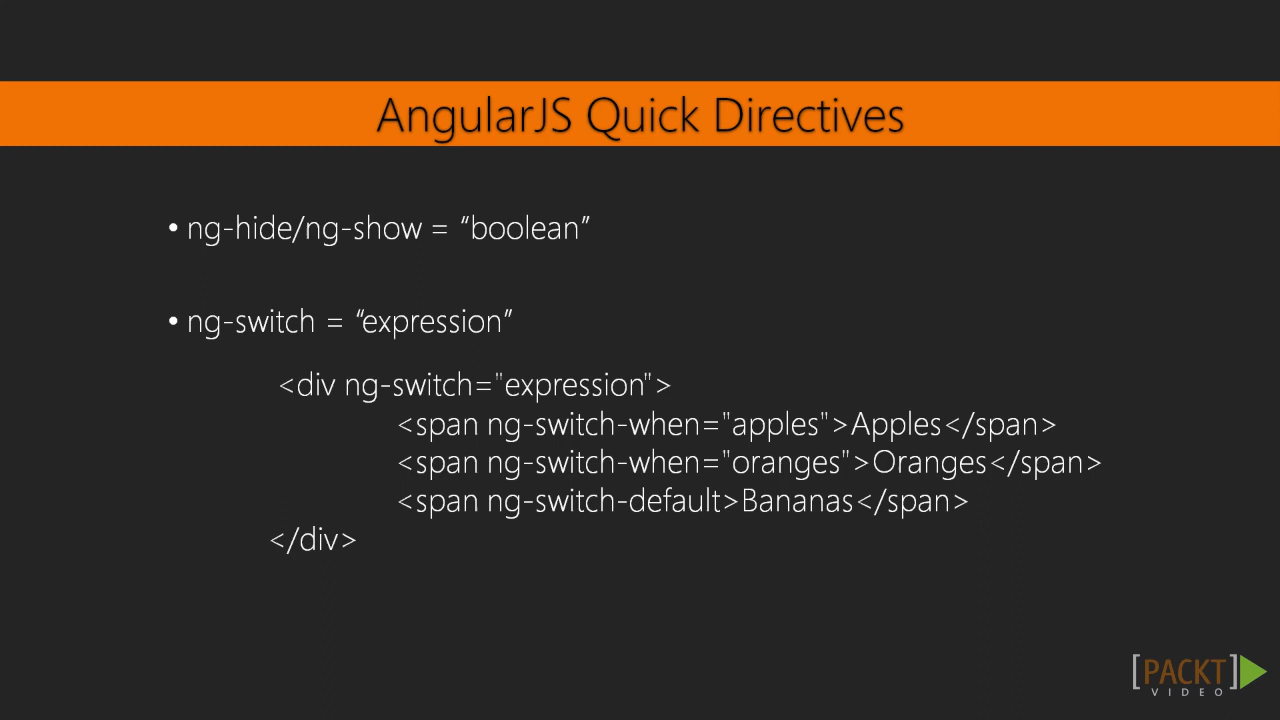 AngularJS Quick Directives
• ng-hide/ng-show = “boolean”
• ng-switch = “expression”
<div ng-switch="expression">
<span ng-switch-when="apples">Apples</span>
<span ng-switch-when="oranges">Oranges</span>
<span ng-switch-default>Bananas</span>
</div>
[PACKT]
VIDEO